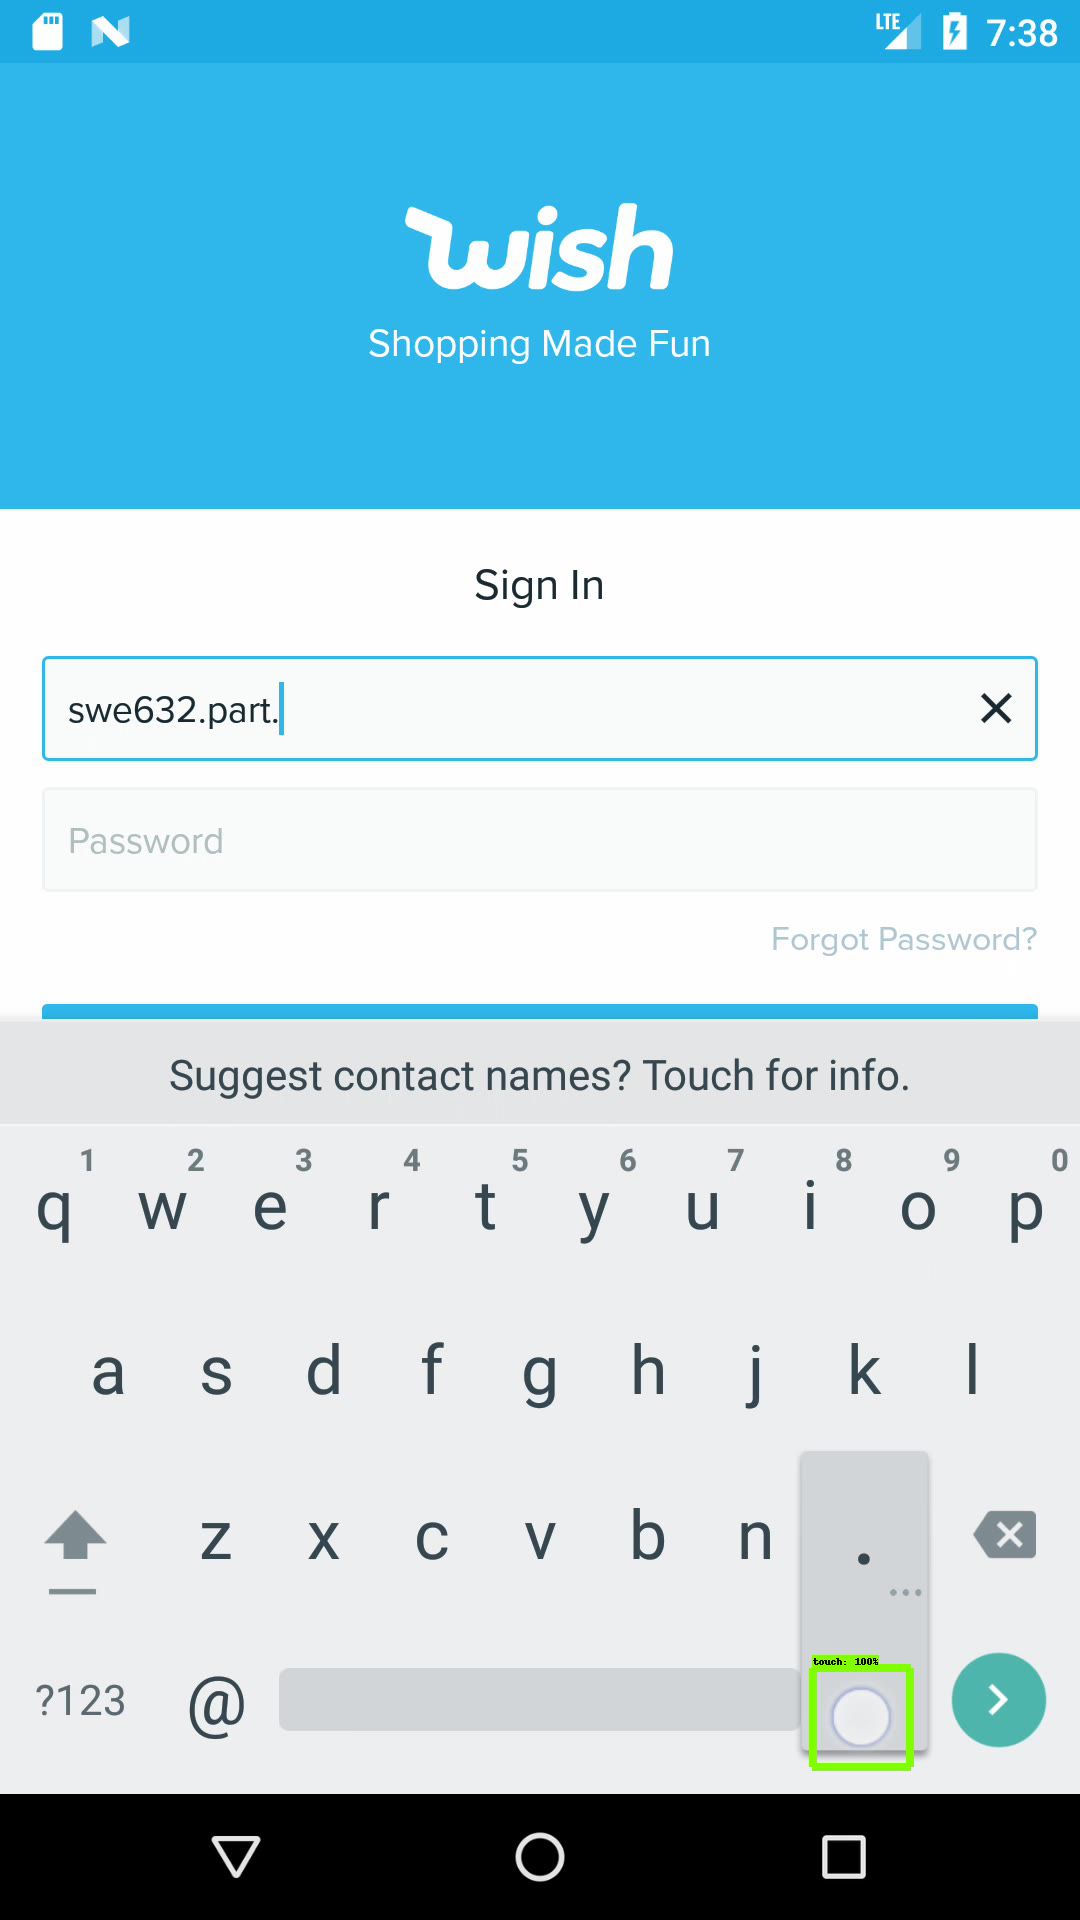 LTE 7:38
wish
Shopping Made Fun
Sign In
swe632.part.
Password
Forgot Password?
Suggest contact names? Touch for info.
1 2 3 4 5 6 7 8 9 0
q w e r t y u i o p
a s d f g h j k l
z x c v b n .
touch: 100%
?123 @